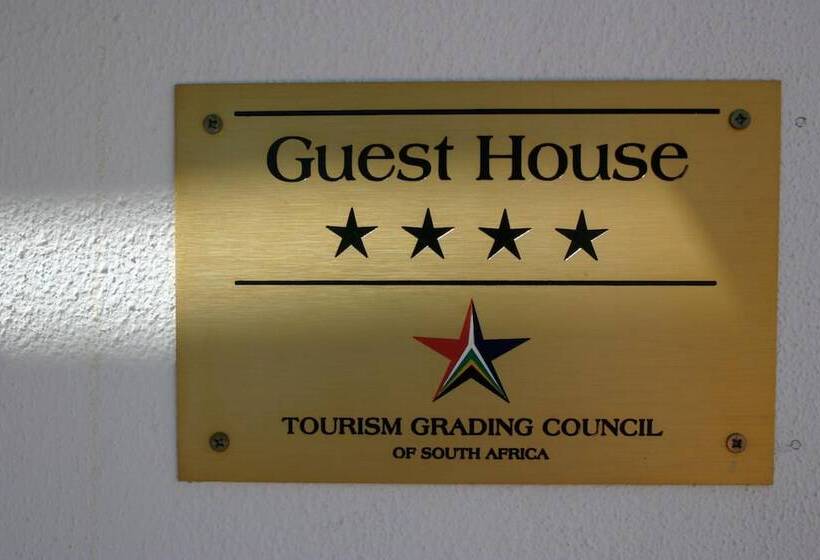 Guest House
TOURISM GRADING COUNCIL
OF SOUTH AFRICA